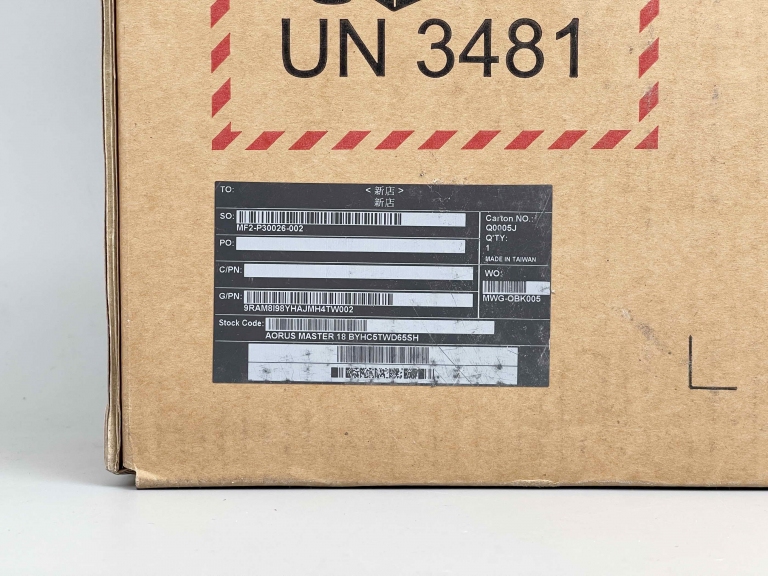 UN 3481
TO:
< 新店 >
新店
SO:
MF2-P30026-002
Carton NO.:
Q0005J
Q'TY:
1
MADE IN TAIWAN
PO:
C/PN:
WO:
MWG-OBK005
G/PN:
9RAM8I98YHAJMH4TW002
Stock Code:
AORUS MASTER 18 BYHC5TWD65SH